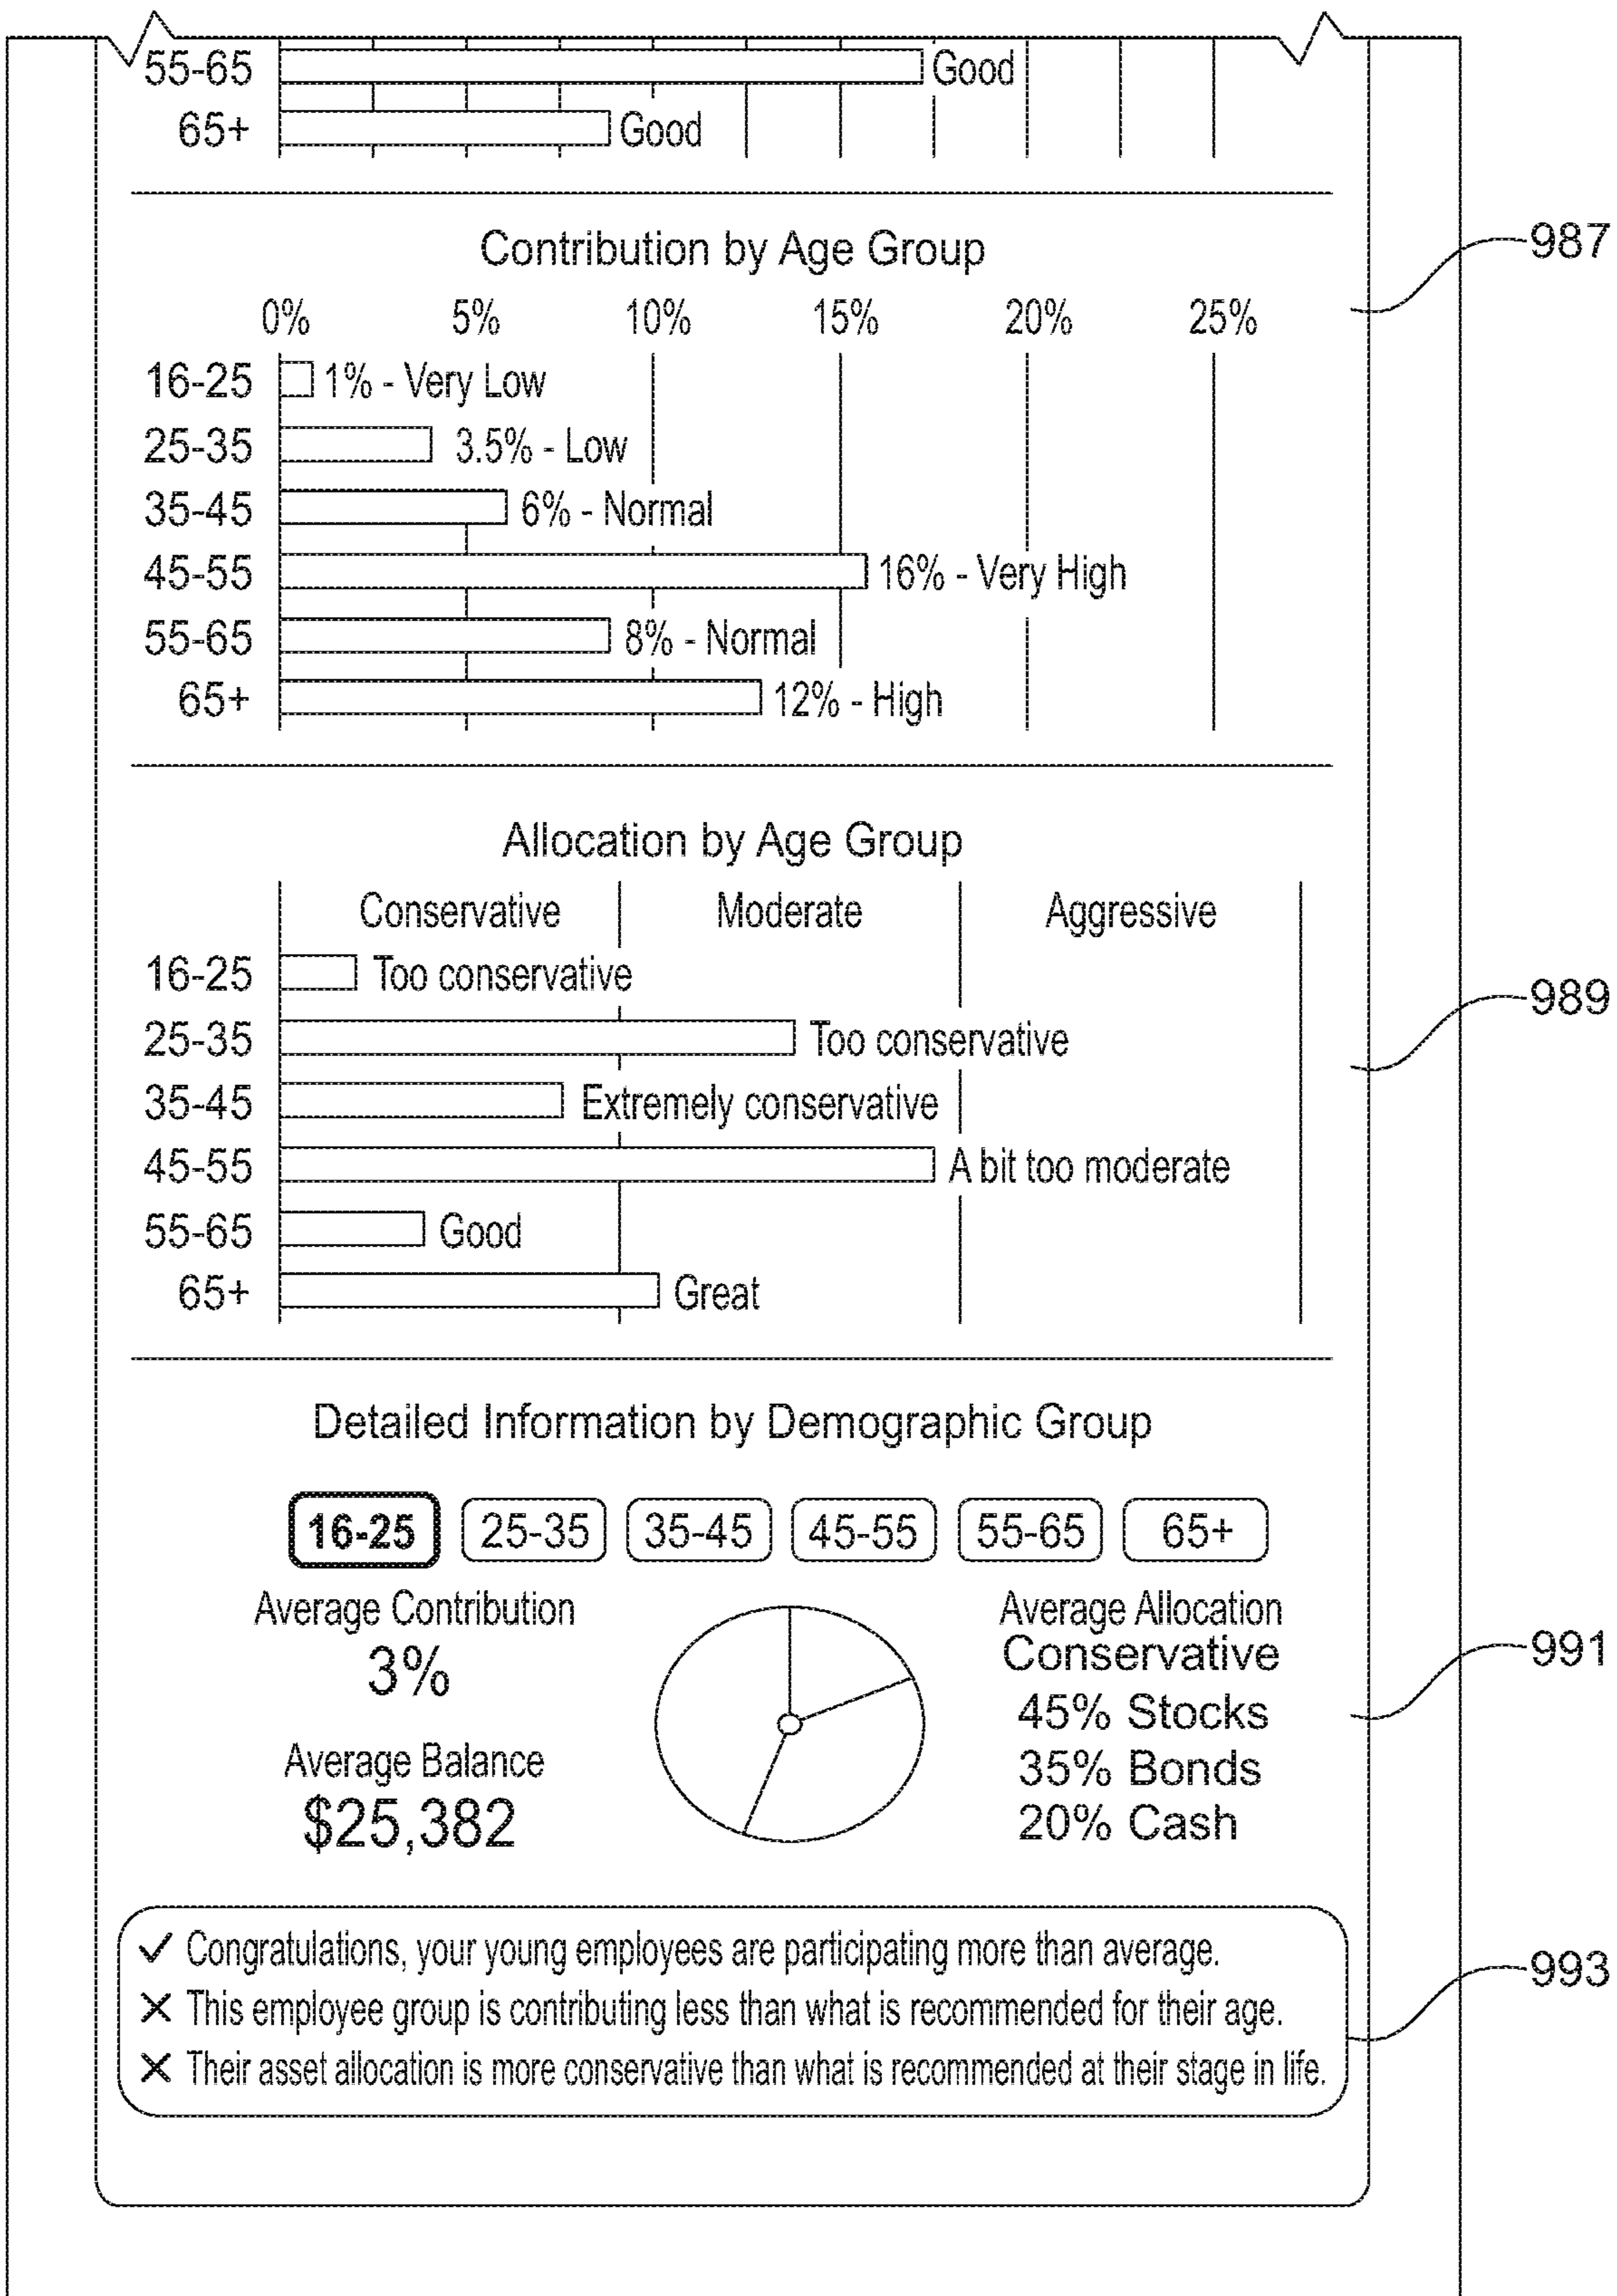 55-65 Good
65+ Good
Contribution by Age Group
987
0% 5% 10% 15% 20% 25%
16-25 1% - Very Low
25-35 3.5% - Low
35-45 6% - Normal
45-55 16% - Very High
55-65 8% - Normal
65+ 12% - High
Allocation by Age Group
Conservative Moderate Aggressive
16-25 Too conservative
989
25-35 Too conservative
35-45 Extremely conservative
45-55 A bit too moderate
55-65 Good
65+ Great
Detailed Information by Demographic Group
16-25 25-35 35-45 45-55 55-65 65+
Average Contribution
3%
Average Balance
$25,382
Average Allocation
Conservative
45% Stocks
35% Bonds
20% Cash
991
✓ Congratulations, your young employees are participating more than average.
993
✕ This employee group is contributing less than what is recommended for their age.
✕ Their asset allocation is more conservative than what is recommended at their stage in life.